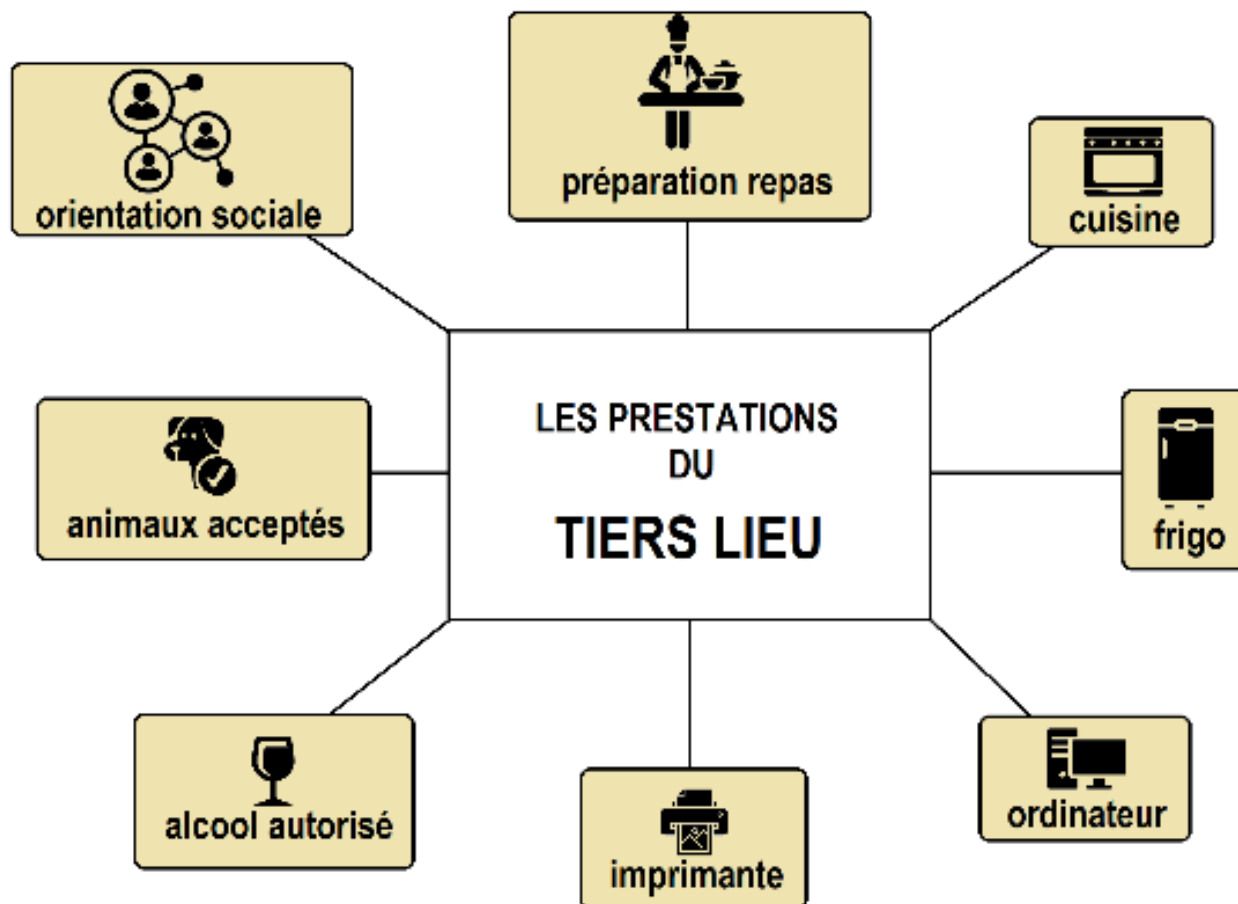 orientation sociale
préparation repas
cuisine
animaux acceptés
LES PRESTATIONS
DU
TIERS LIEU
frigo
alcool autorisé
imprimante
ordinateur